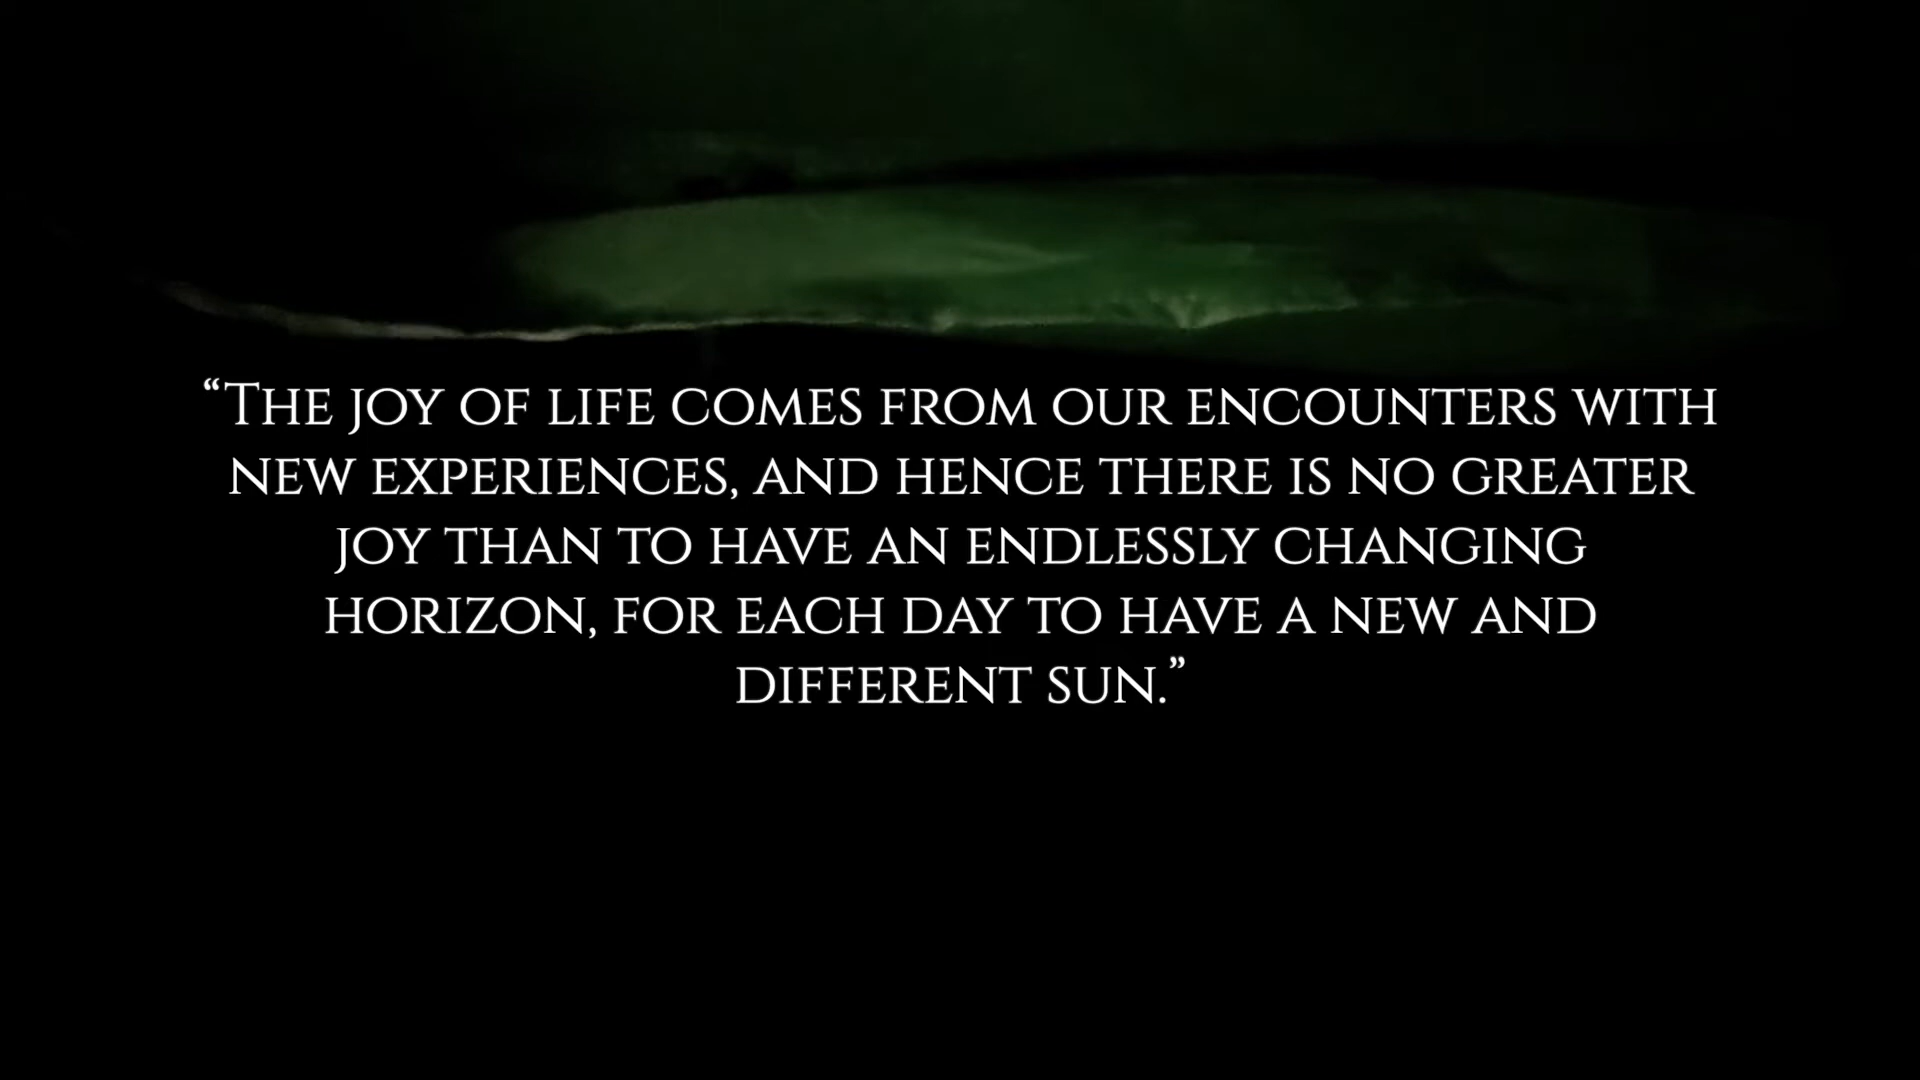 “The joy of life comes from our encounters with
new experiences, and hence there is no greater
joy than to have an endlessly changing
horizon, for each day to have a new and
different sun.”